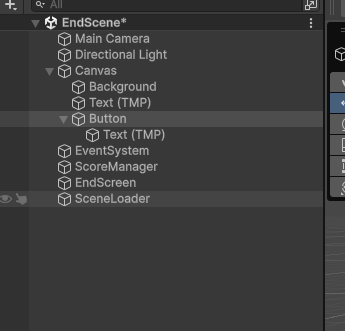 All
EndScene*
Main Camera
Directional Light
Canvas
Background
Text (TMP)
Button
Text (TMP)
EventSystem
ScoreManager
EndScreen
SceneLoader